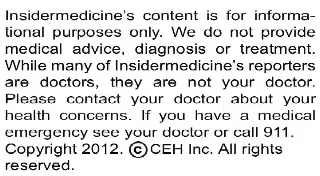 Insidermedicine's content is for informa-
tional purposes only. We do not provide
medical advice, diagnosis or treatment.
While many of Insidermedicine's reporters
are doctors, they are not your doctor.
Please contact your doctor about your
health concerns. If you have a medical
emergency see your doctor or call 911.
Copyright 2012. ©CEH Inc. All rights
reserved.